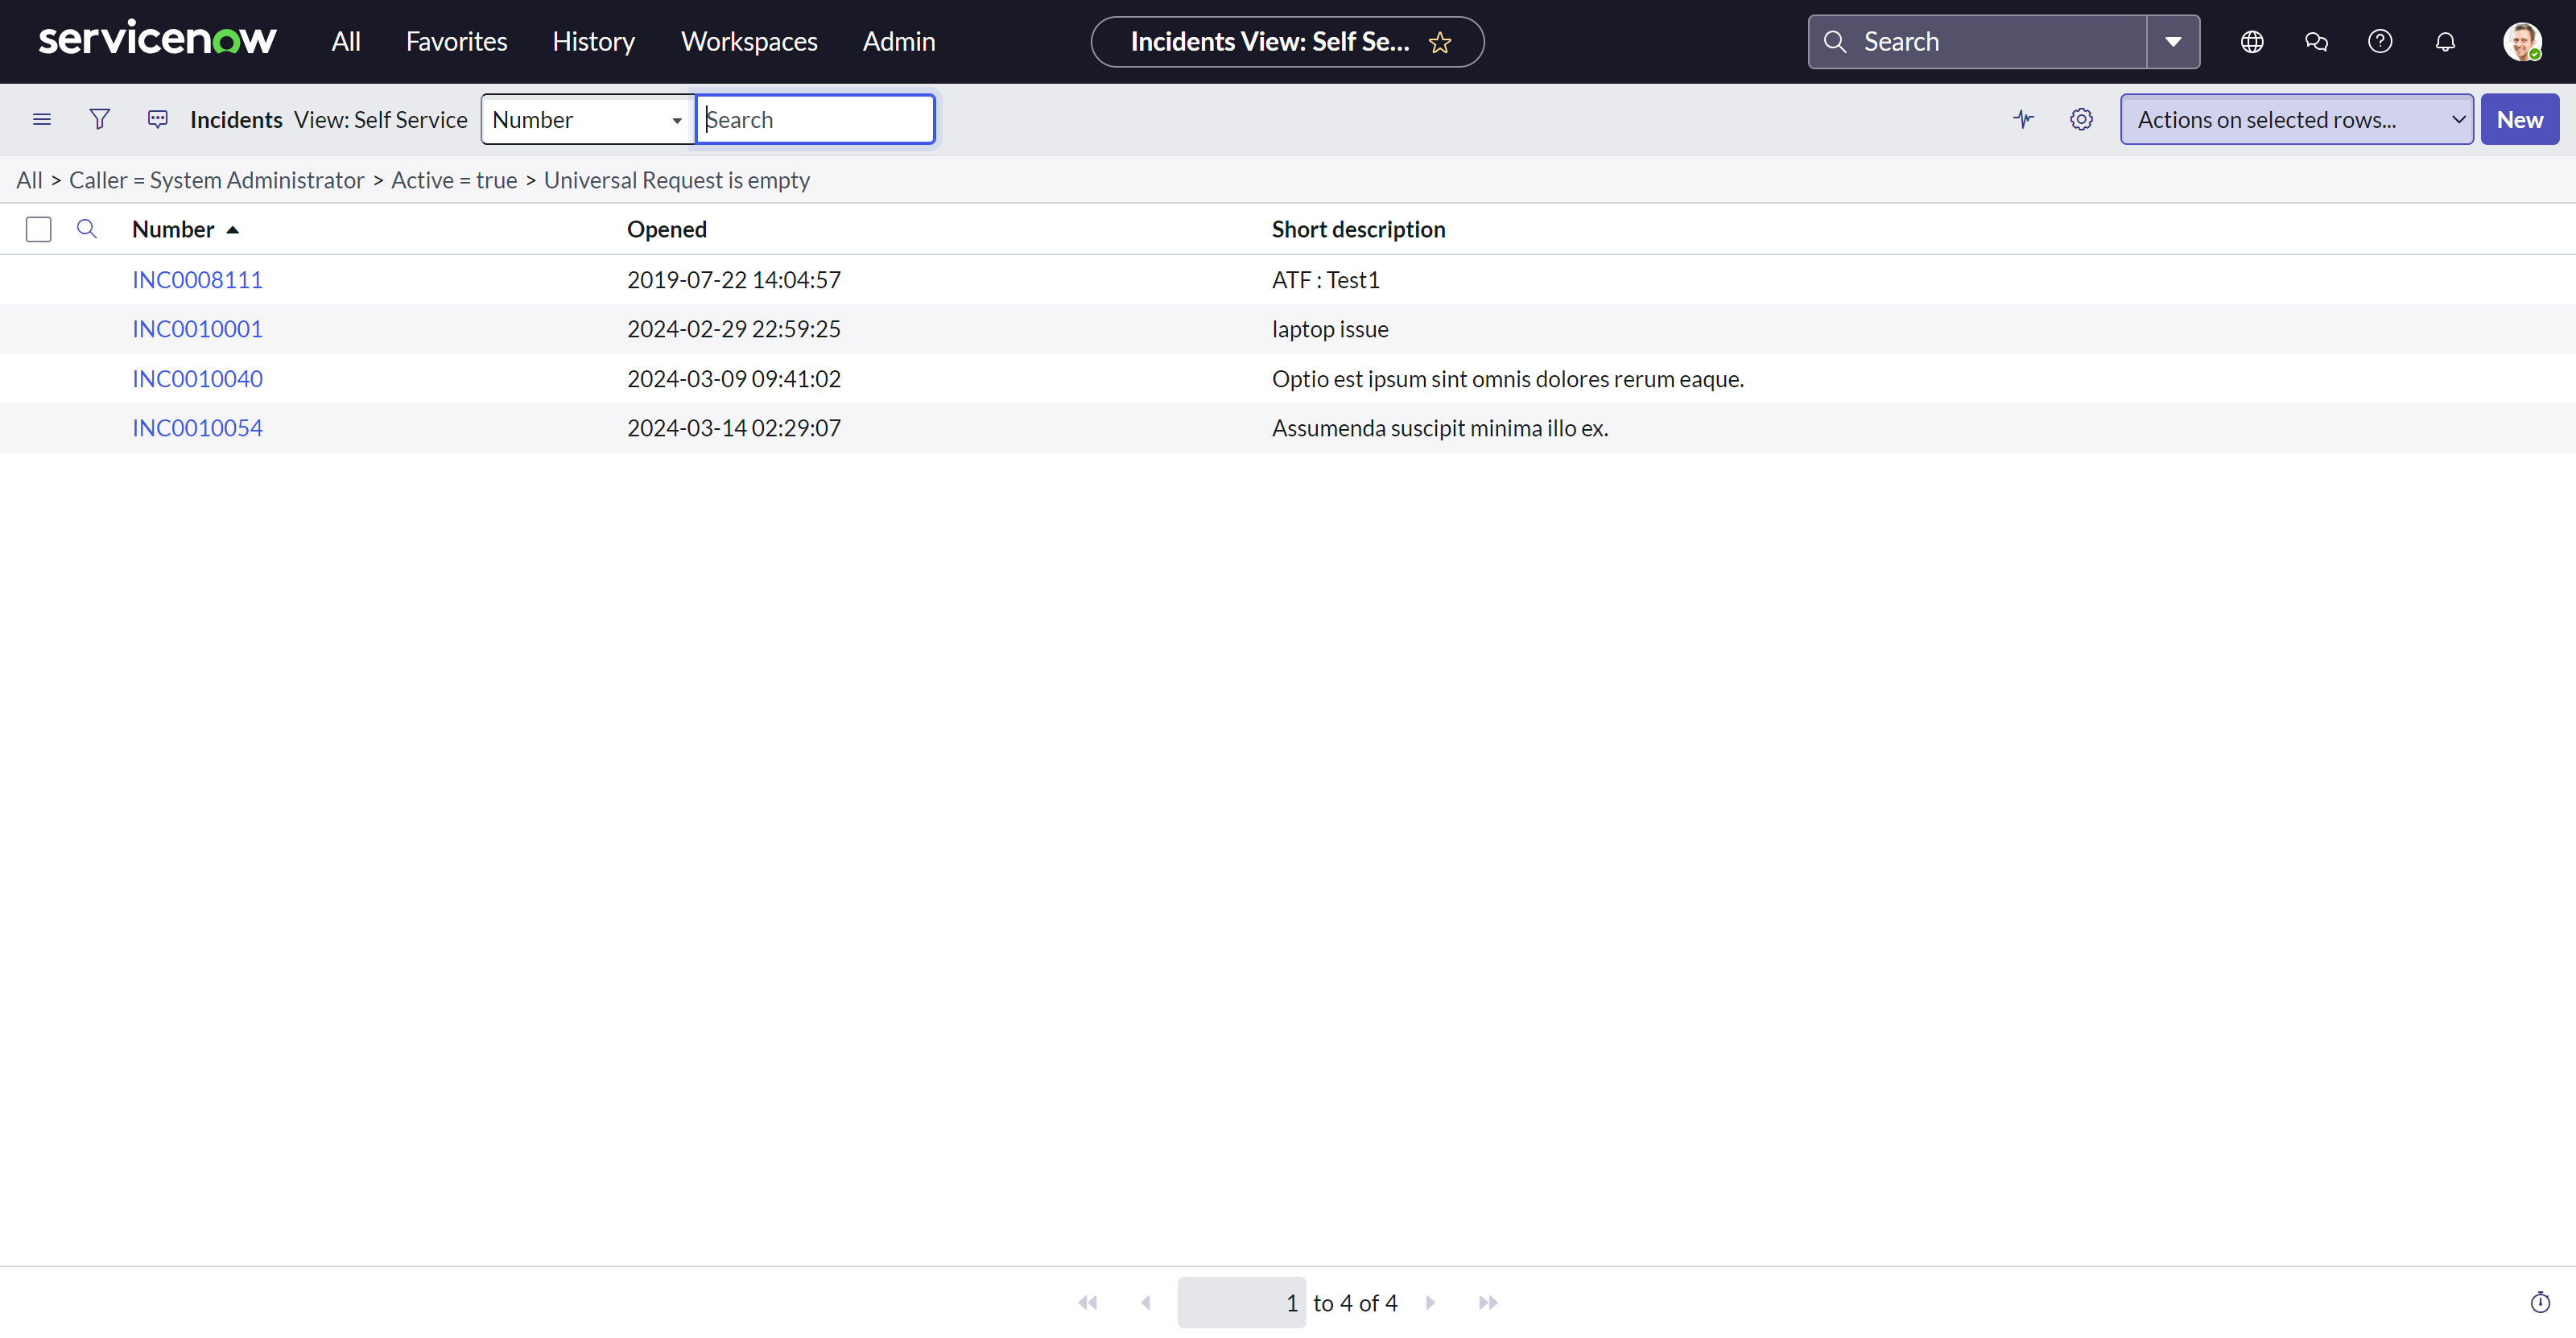 servicenow All Favorites History Workspaces Admin Incidents View: Self Se... Search
Incidents View: Self Service Number Search Actions on selected rows... New
All > Caller = System Administrator > Active = true > Universal Request is empty
Number Opened Short description
INC0008111 2019-07-22 14:04:57 ATF : Test1
INC0010001 2024-02-29 22:59:25 laptop issue
INC0010040 2024-03-09 09:41:02 Optio est ipsum sint omnis dolores rerum eaque.
INC0010054 2024-03-14 02:29:07 Assumenda suscipit minima illo ex.
1 to 4 of 4